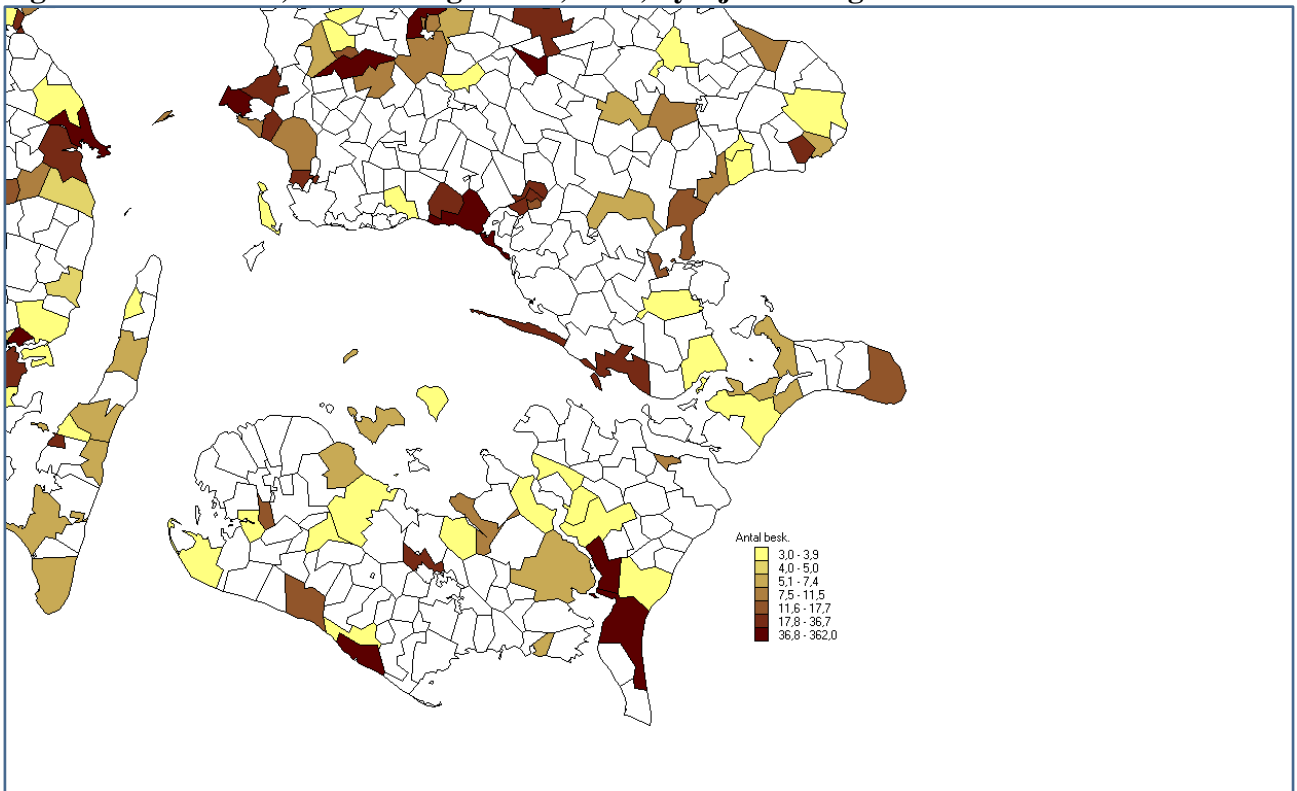 Antal besk.
3,0 - 3,9
4,0 - 5,0
5,1 - 7,4
7,5 - 11,5
11,6 - 17,7
17,8 - 36,7
36,8 - 362,0